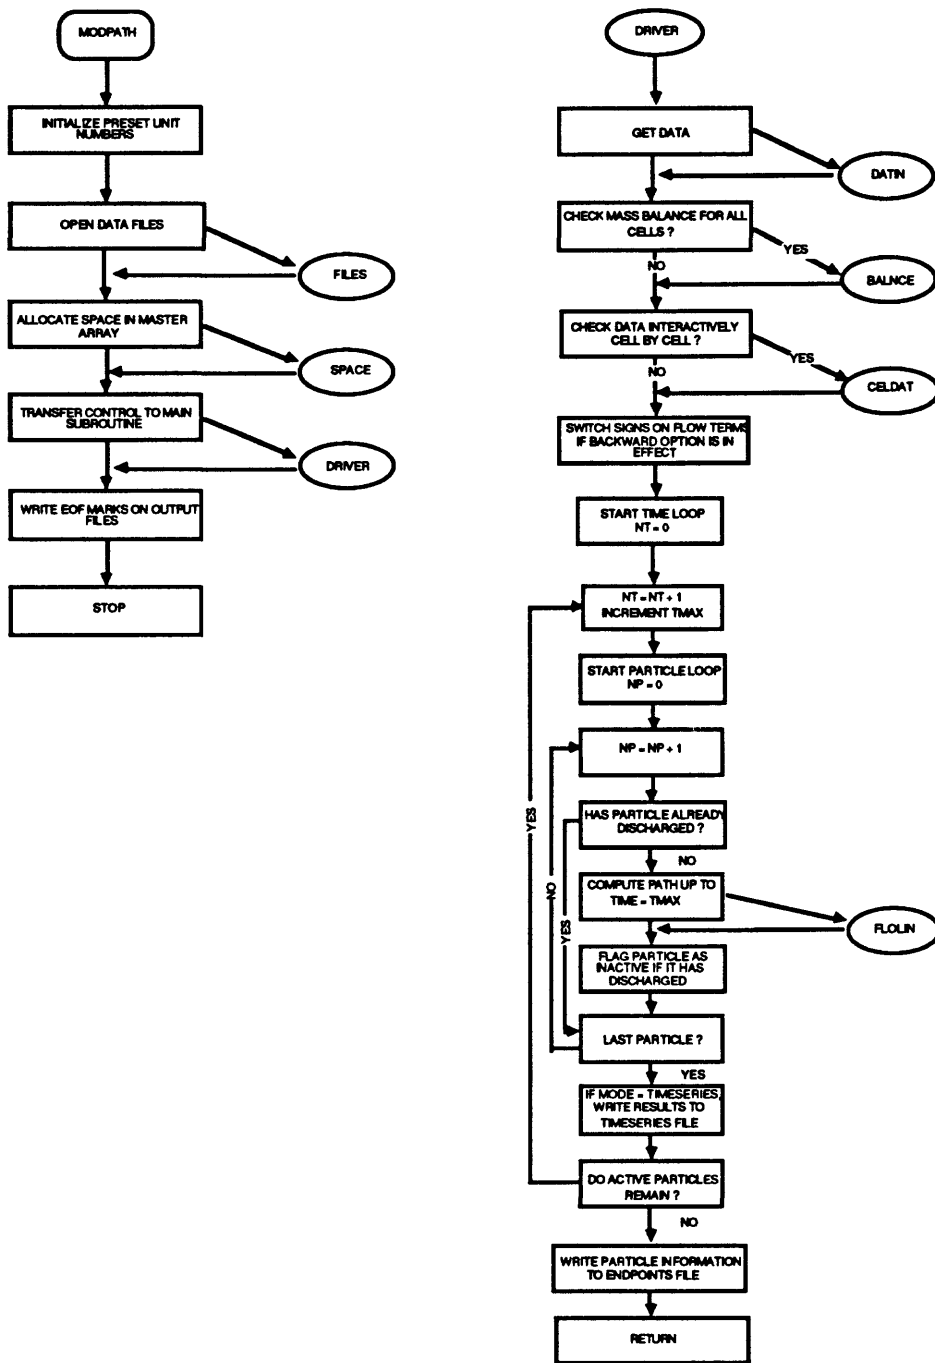 MODPATH
INITIALIZE PRESET UNIT
NUMBERS
OPEN DATA FILES
FILES
ALLOCATE SPACE IN MASTER
ARRAY
SPACE
TRANSFER CONTROL TO MAIN
SUBROUTINE
DRIVER
WRITE EOF MARKS ON OUTPUT
FILES
STOP
DRIVER
GET DATA
DATIN
CHECK MASS BALANCE FOR ALL
CELLS ?
YES
NO
BALNCE
CHECK DATA INTERACTIVELY
CELL BY CELL ?
YES
NO
CELDAT
SWITCH SIGNS ON FLOW TERMS
IF BACKWARD OPTION IS IN
EFFECT
START TIME LOOP
NT = 0
NT = NT + 1
INCREMENT TMAX
START PARTICLE LOOP
NP = 0
NP = NP + 1
HAS PARTICLE ALREADY
DISCHARGED ?
YES
NO
YES
NO
COMPUTE PATH UP TO
TIME = TMAX
FLOLIN
FLAG PARTICLE AS
INACTIVE IF IT HAS
DISCHARGED
LAST PARTICLE ?
YES
IF MODE = TIMESERIES,
WRITE RESULTS TO
TIMESERIES FILE
DO ACTIVE PARTICLES
REMAIN ?
NO
WRITE PARTICLE INFORMATION
TO ENDPOINTS FILE
RETURN